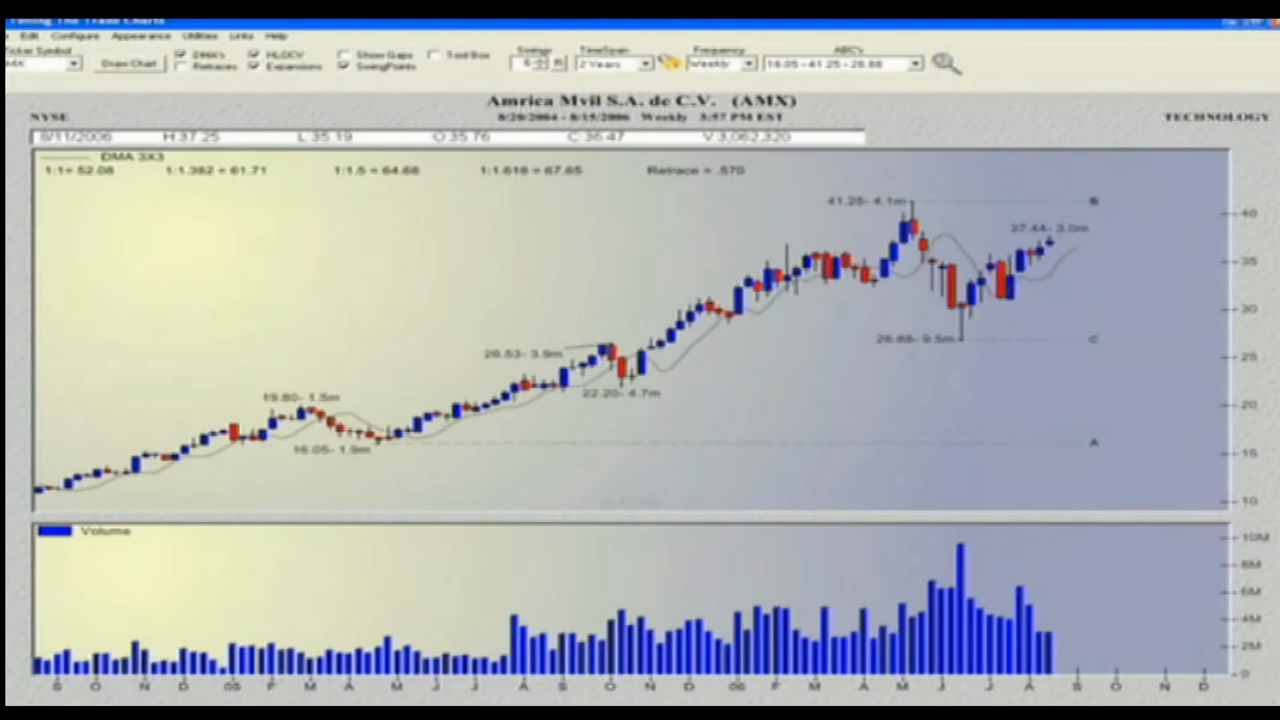 Timing The Trade Charts
Edit Configure Appearance Utilities Links Help
Ticker Symbol
AMX
Draw Chart
DMA's
Retraces
HLOCV
Expansions
Show Gaps
SwingPoints
Tool Box
Swings
TimeSpan
2 Years
Frequency
Weekly
ABC's
16.05 - 41.25 - 26.88
Amrica Mvil S.A. de C.V. (AMX)
NYSE
8/20/2004 - 8/15/2006 Weekly 3:57 PM EST
TECHNOLOGY
8/11/2006 H 37.25 L 35.19 O 35.76 C 36.47 V 3,062,320
DMA 3X3
1:1= 52.08 1:1.382 = 61.71 1:1.5 = 64.68 1:1.618 = 67.65 Retrace = .570
41.25- 4.1m
B
40
37.44- 3.0m
35
30
26.88- 9.5m
C
26.53- 3.9m
25
22.20- 4.7m
19.80- 1.5m
20
16.05- 1.9m
A
15
10
Volume
10M
8M
6M
4M
2M
0
S O N D 05 F M A M J J A S O N D 06 F M A M J J A S O N D